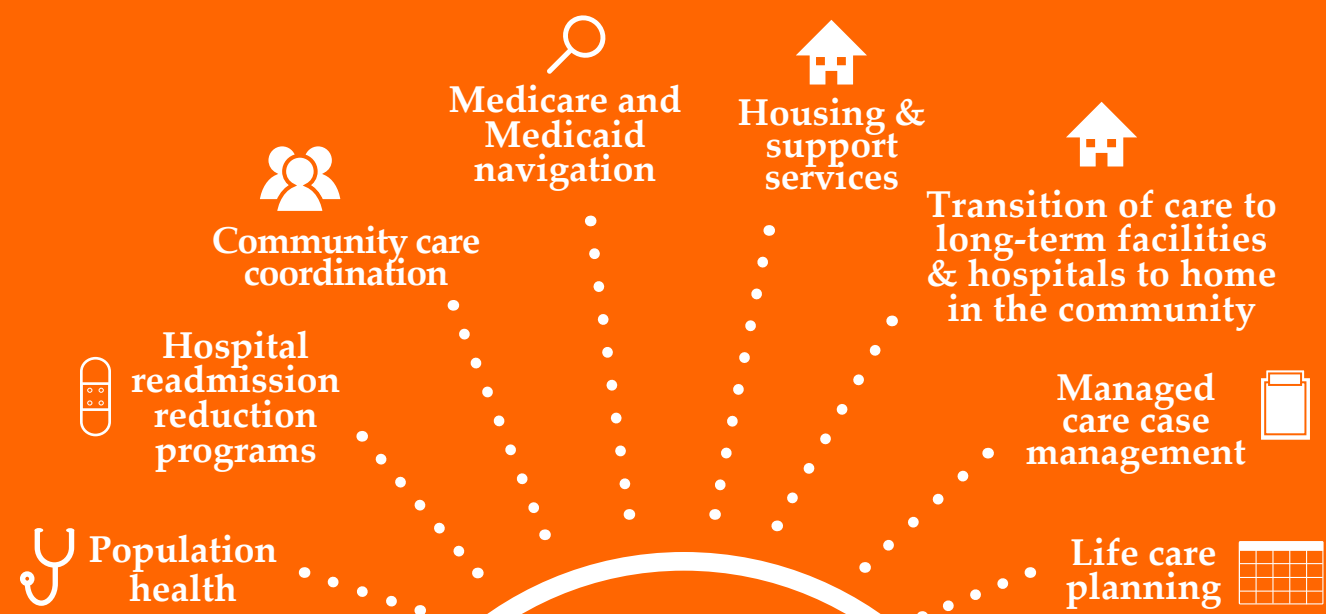 Medicare and
Medicaid
navigation
Housing &
support
services
Transition of care to
long-term facilities
& hospitals to home
in the community
Community care
coordination
Hospital
readmission
reduction
programs
Managed
care case
management
Population
health
Life care
planning